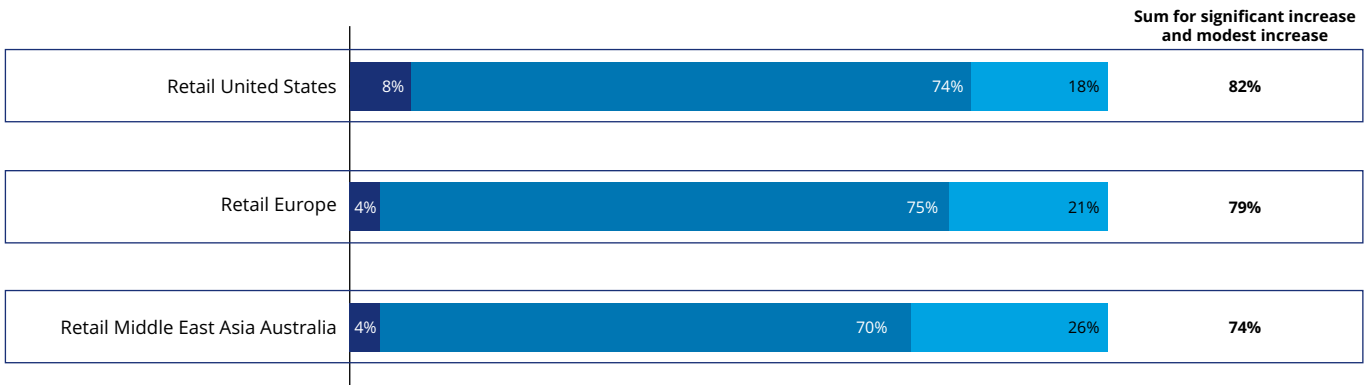 Sum for significant increase
and modest increase
Retail United States 8% 74% 18% 82%
Retail Europe 4% 75% 21% 79%
Retail Middle East Asia Australia 4% 70% 26% 74%